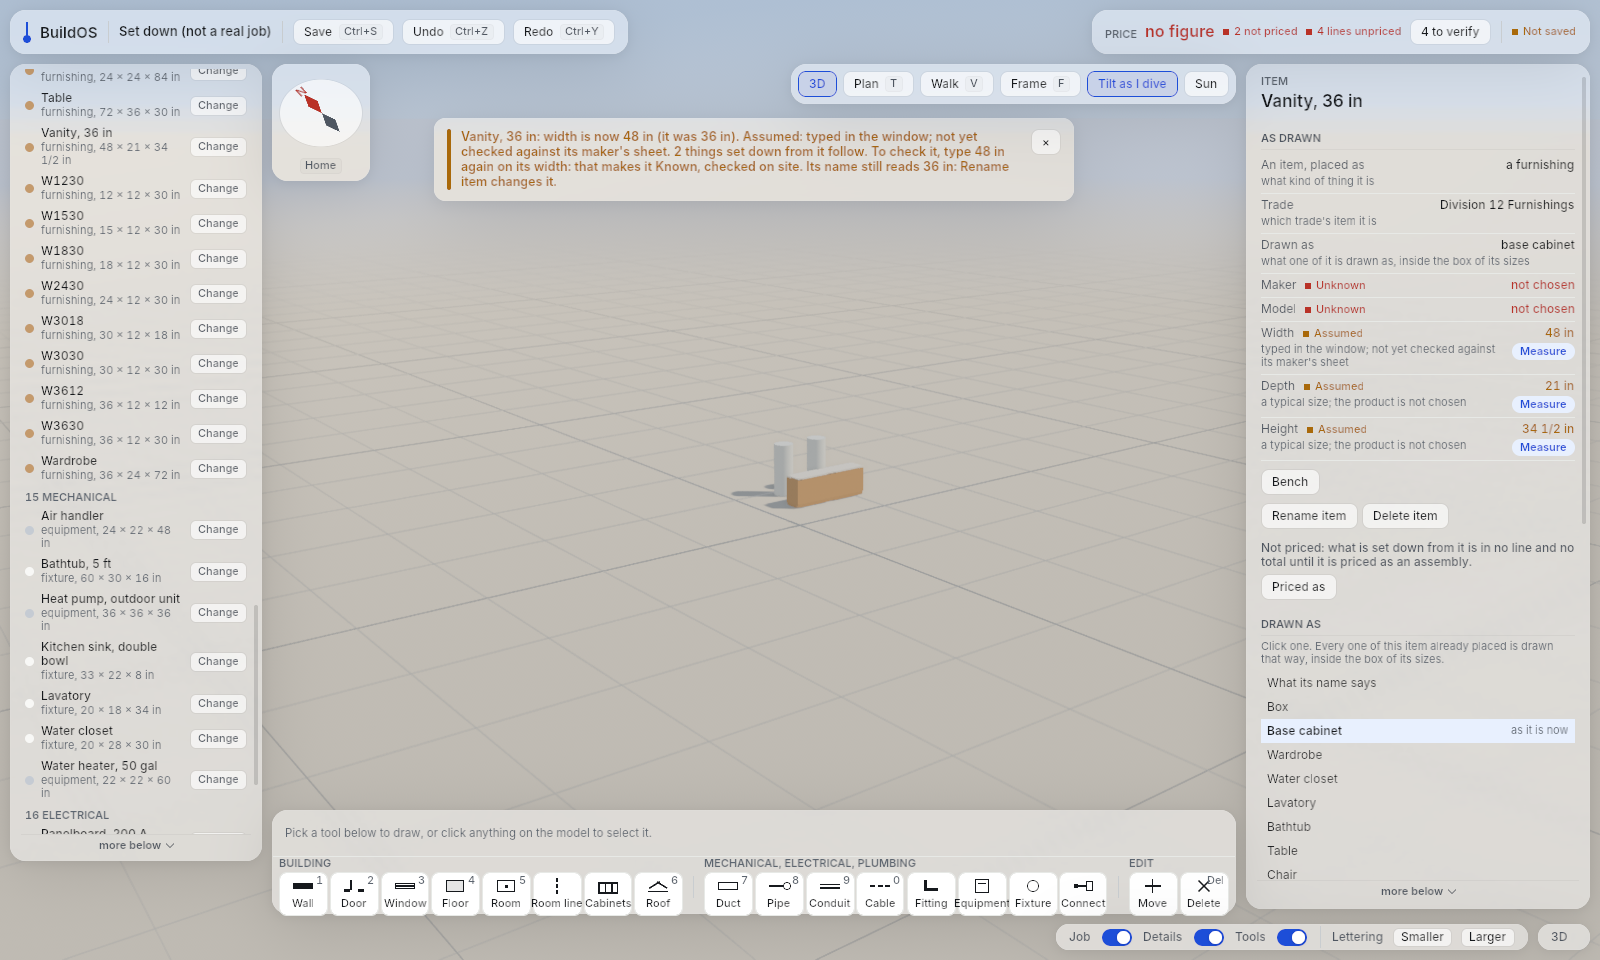 BuildOS
Set down (not a real job)
Save Ctrl+S
Undo Ctrl+Z
Redo Ctrl+Y
PRICE no figure 2 not priced 4 lines unpriced 4 to verify Not saved
furnishing, 24 × 24 × 84 in Change
Table
furnishing, 72 × 36 × 30 in Change
Vanity, 36 in
furnishing, 48 × 21 × 34
1/2 in Change
W1230
furnishing, 12 × 12 × 30 in Change
W1530
furnishing, 15 × 12 × 30 in Change
W1830
furnishing, 18 × 12 × 30 in Change
W2430
furnishing, 24 × 12 × 30 in Change
W3018
furnishing, 30 × 12 × 18 in Change
W3030
furnishing, 30 × 12 × 30 in Change
W3612
furnishing, 36 × 12 × 12 in Change
W3630
furnishing, 36 × 12 × 30 in Change
Wardrobe
furnishing, 36 × 24 × 72 in Change
15 MECHANICAL
Air handler
equipment, 24 × 22 × 48
in Change
Bathtub, 5 ft
fixture, 60 × 30 × 16 in Change
Heat pump, outdoor unit
equipment, 36 × 36 × 36
in Change
Kitchen sink, double
bowl
fixture, 33 × 22 × 8 in Change
Lavatory
fixture, 20 × 18 × 34 in Change
Water closet
fixture, 20 × 28 × 30 in Change
Water heater, 50 gal
equipment, 22 × 22 × 60
in Change
16 ELECTRICAL
Panelboard, 200 A
more below
N
Home
3D
Plan T
Walk V
Frame F
Tilt as I dive
Sun
Vanity, 36 in: width is now 48 in (it was 36 in). Assumed: typed in the window; not yet
checked against its maker's sheet. 2 things set down from it follow. To check it, type 48 in
again on its width: that makes it Known, checked on site. Its name still reads 36 in: Rename
item changes it.
×
Pick a tool below to draw, or click anything on the model to select it.
BUILDING
Wall 1
Door 2
Window 3
Floor 4
Room 5
Room line
Cabinets
Roof 6
MECHANICAL, ELECTRICAL, PLUMBING
Duct 7
Pipe 8
Conduit 9
Cable 0
Fitting
Equipment
Fixture
Connect
EDIT
Move
Delete Del
ITEM
Vanity, 36 in
AS DRAWN
An item, placed as a furnishing
what kind of thing it is
Trade Division 12 Furnishings
which trade's item it is
Drawn as base cabinet
what one of it is drawn as, inside the box of its sizes
Maker Unknown not chosen
Model Unknown not chosen
Width Assumed 48 in
typed in the window; not yet checked against
its maker's sheet Measure
Depth Assumed 21 in
a typical size; the product is not chosen Measure
Height Assumed 34 1/2 in
a typical size; the product is not chosen Measure
Bench
Rename item Delete item
Not priced: what is set down from it is in no line and no
total until it is priced as an assembly.
Priced as
DRAWN AS
Click one. Every one of this item already placed is drawn
that way, inside the box of its sizes.
What its name says
Box
Base cabinet as it is now
Wardrobe
Water closet
Lavatory
Bathtub
Table
Chair
more below
Job Details Tools Lettering Smaller Larger 3D